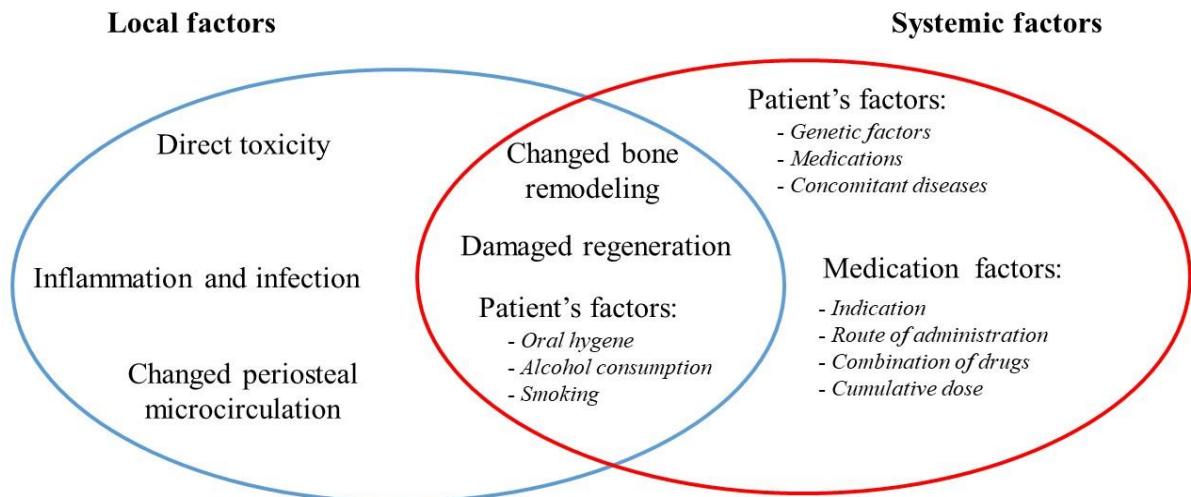 Local factors
Systemic factors
Direct toxicity
Inflammation and infection
Changed periosteal
microcirculation
Changed bone
remodeling
Damaged regeneration
Patient's factors:
- Oral hygene
- Alcohol consumption
- Smoking
Patient's factors:
- Genetic factors
- Medications
- Concomitant diseases
Medication factors:
- Indication
- Route of administration
- Combination of drugs
- Cumulative dose